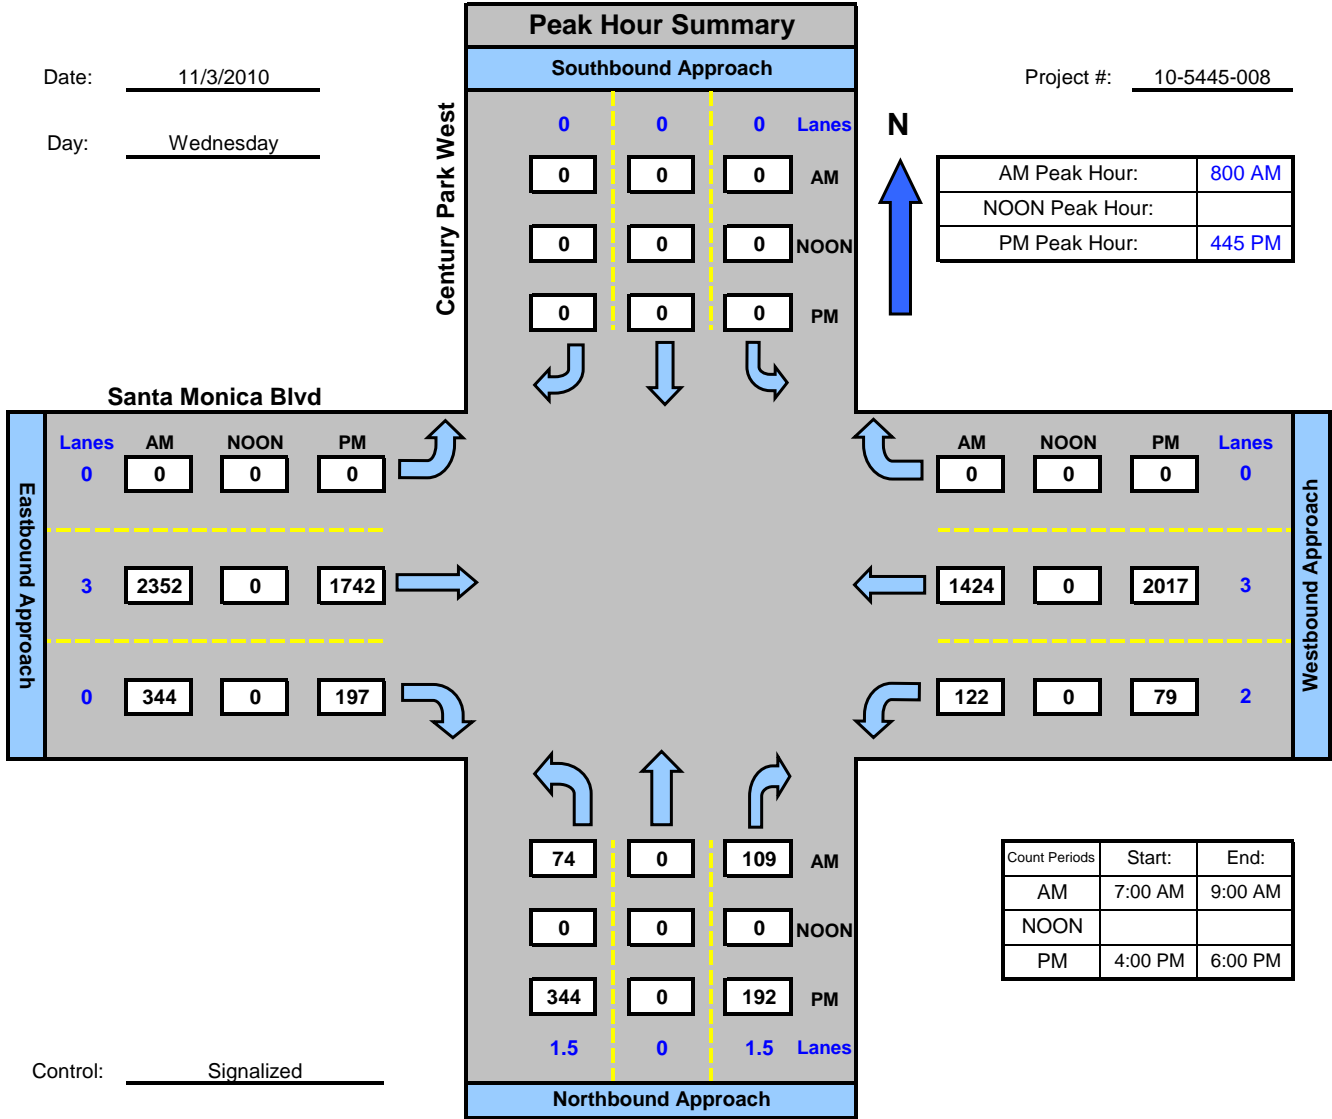 Peak Hour Summary
Date: 11/3/2010
Southbound Approach
Project #: 10-5445-008
Day: Wednesday
Century Park West
0 0 0 Lanes
0 0 0 AM
0 0 0 NOON
0 0 0 PM
N
AM Peak Hour: 800 AM
NOON Peak Hour:
PM Peak Hour: 445 PM
Santa Monica Blvd
Eastbound Approach
Lanes AM NOON PM
0 0 0 0
3 2352 0 1742
0 344 0 197
AM NOON PM Lanes
0 0 0 0
1424 0 2017 3
122 0 79 2
Westbound Approach
74 0 109 AM
0 0 0 NOON
344 0 192 PM
1.5 0 1.5 Lanes
Northbound Approach
Count Periods Start: End:
AM 7:00 AM 9:00 AM
NOON
PM 4:00 PM 6:00 PM
Control: Signalized